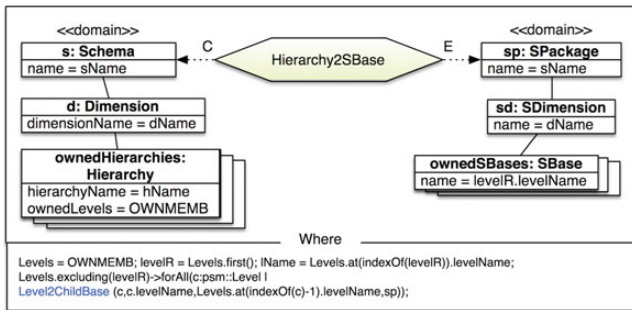 <<domain>>
s: Schema
name = sName
C
Hierarchy2SBase
E
<<domain>>
sp: SPackage
name = sName
d: Dimension
dimensionName = dName
sd: SDimension
name = dName
ownedHierarchies:
Hierarchy
hierarchyName = hName
ownedLevels = OWNMEMB
ownedSBases: SBase
name = levelR.levelName
Where
Levels = OWNMEMB; levelR = Levels.first(); lName = Levels.at(indexOf(levelR)).levelName;
Levels.excluding(levelR)->forAll(c:psm::Level |
Level2ChildBase (c,c.levelName,Levels.at(indexOf(c)-1).levelName,sp));